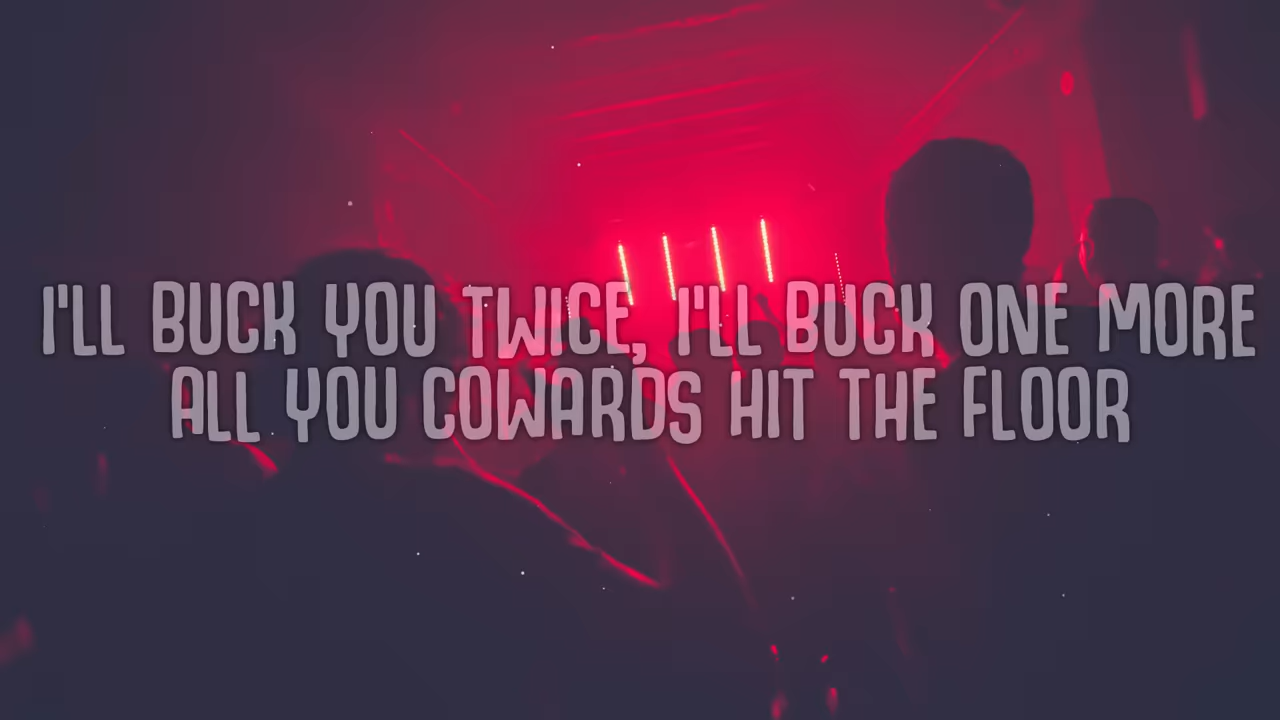 I'LL BUCK YOU TWICE, I'LL BUCK ONE MORE
ALL YOU COWARDS HIT THE FLOOR